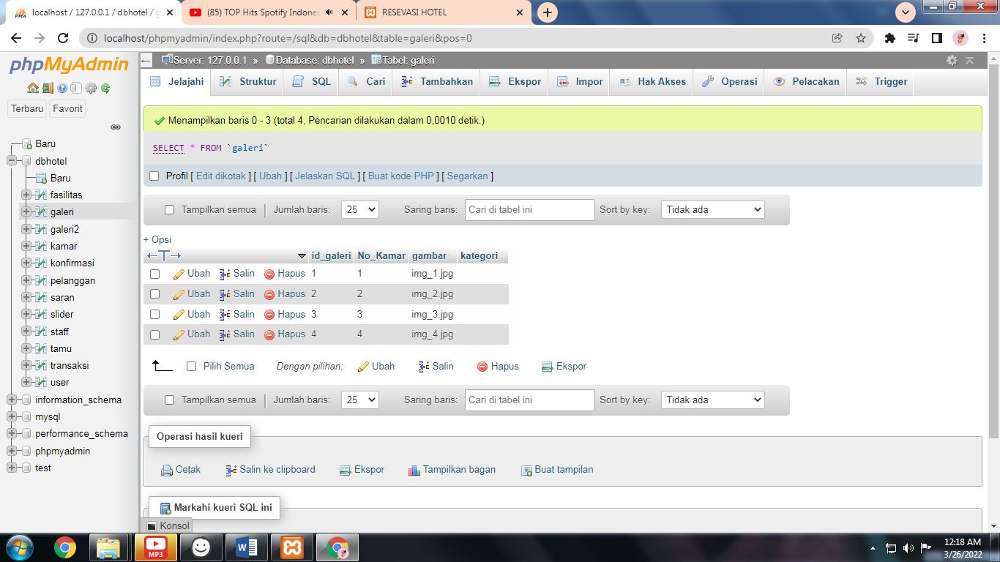 localhost / 127.0.0.1 / dbhotel / g
(85) TOP Hits Spotify Indones
RESEVASI HOTEL
localhost/phpmyadmin/index.php?route=/sql&db=dbhotel&table=galeri&pos=0
phpMyAdmin
Terbaru Favorit
Baru
dbhotel
Baru
fasilitas
galeri
galeri2
kamar
konfirmasi
pelanggan
saran
slider
staff
tamu
transaksi
user
information_schema
mysql
performance_schema
phpmyadmin
test
Server: 127.0.0.1 » Database: dbhotel » Tabel: galeri
Jelajahi Struktur SQL Cari Tambahkan Ekspor Impor Hak Akses Operasi Pelacakan Trigger
Menampilkan baris 0 - 3 (total 4, Pencarian dilakukan dalam 0,0010 detik.)
SELECT * FROM `galeri`
Profil [ Edit dikotak ] [ Ubah ] [ Jelaskan SQL ] [ Buat kode PHP ] [ Segarkan ]
Tampilkan semua Jumlah baris: 25 Saring baris: Cari di tabel ini Sort by key: Tidak ada
+ Opsi
←T→ id_galeri No_Kamar gambar kategori
Ubah Salin Hapus 1 1 img_1.jpg
Ubah Salin Hapus 2 2 img_2.jpg
Ubah Salin Hapus 3 3 img_3.jpg
Ubah Salin Hapus 4 4 img_4.jpg
Pilih Semua Dengan pilihan: Ubah Salin Hapus Ekspor
Tampilkan semua Jumlah baris: 25 Saring baris: Cari di tabel ini Sort by key: Tidak ada
Operasi hasil kueri
Cetak Salin ke clipboard Ekspor Tampilkan bagan Buat tampilan
Markahi kueri SQL ini
Konsol
MP3
12:18 AM
3/26/2022